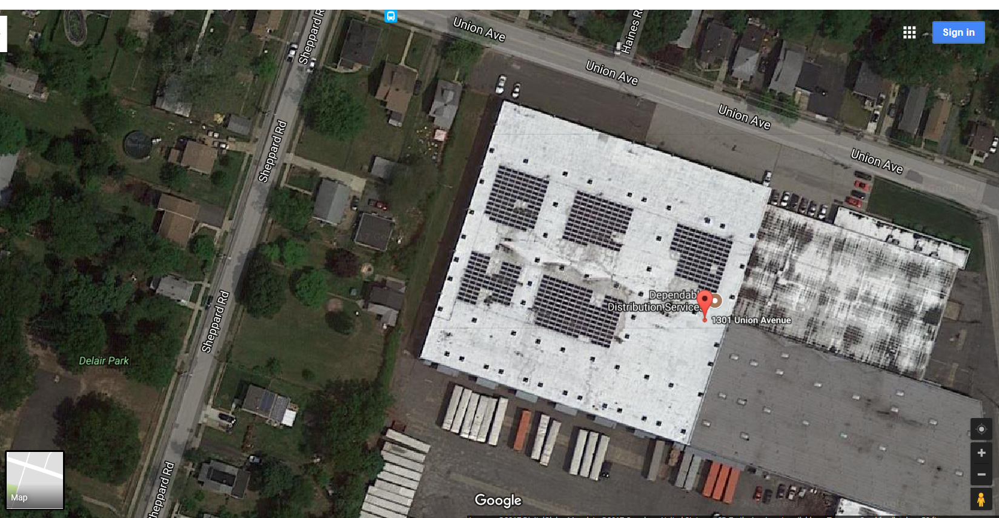 Sheppard R
Union Ave
Haines R
Sign in
Union Ave
Union Ave
Sheppard Rd
Union Ave
Dependabl
Distribution Service
1301 Union Avenue
Sheppard Rd
Delair Park
Sheppard Rd
Map
Google